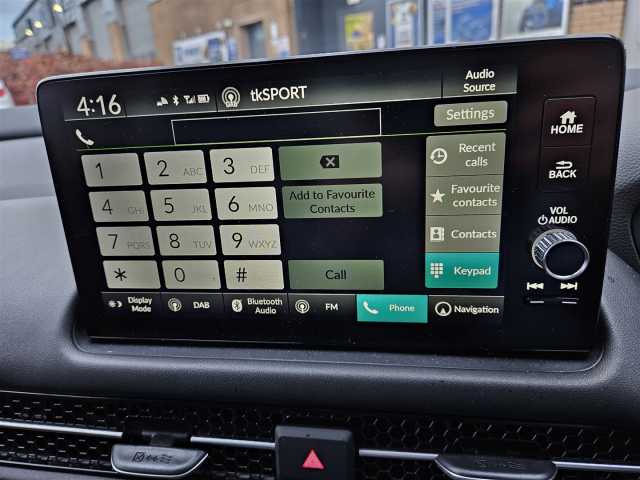 4:16
DAB
tkSPORT
Audio
Source
Settings
HOME
BACK
VOL
AUDIO
1
2 ABC
3 DEF
4 GHI
5 JKL
6 MNO
7 PQRS
8 TUV
9 WXYZ
*
0
#
Add to Favourite
Contacts
Call
Recent
calls
Favourite
contacts
Contacts
Keypad
Display
Mode
DAB
Bluetooth
Audio
FM
Phone
Navigation